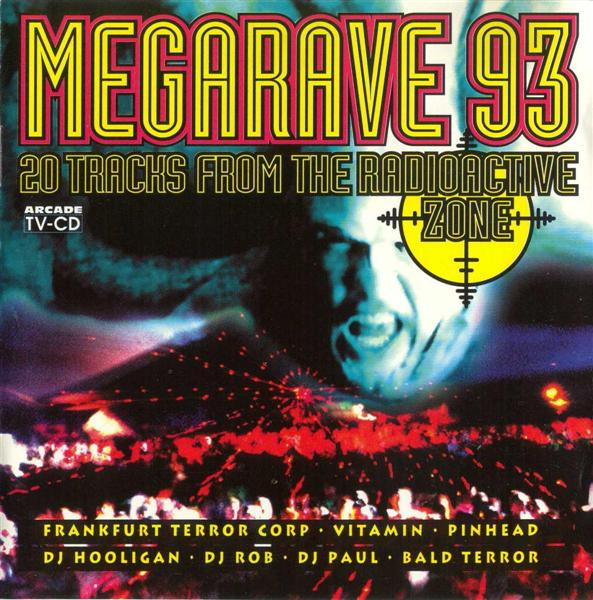 MEGARAVE 93
20 TRACKS FROM THE RADIOACTIVE
ZONE
ARCADE
TV-CD
FRANKFURT TERROR CORP · VITAMIN · PINHEAD
DJ HOOLIGAN · DJ ROB · DJ PAUL · BALD TERROR